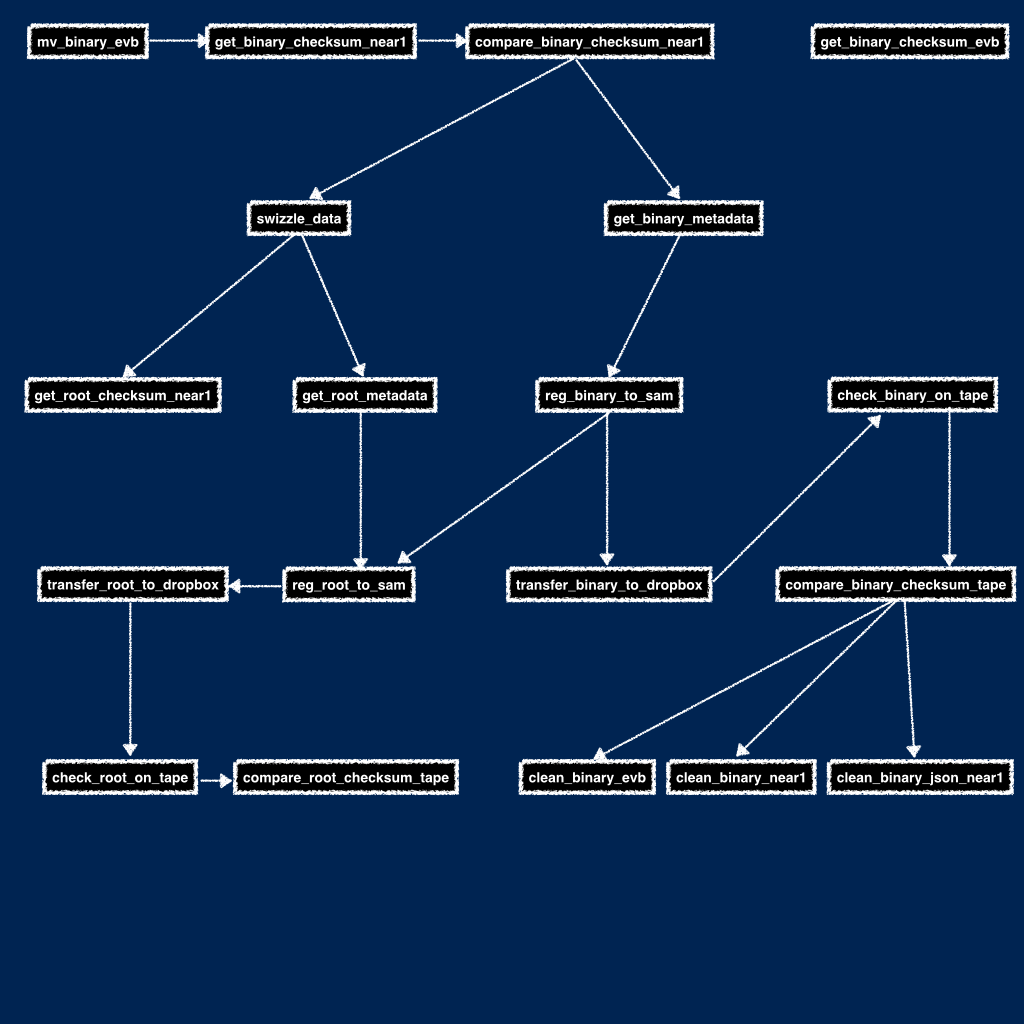 mv_binary_evb
get_binary_checksum_near1
compare_binary_checksum_near1
get_binary_checksum_evb
swizzle_data
get_binary_metadata
get_root_checksum_near1
get_root_metadata
reg_binary_to_sam
check_binary_on_tape
transfer_root_to_dropbox
reg_root_to_sam
transfer_binary_to_dropbox
compare_binary_checksum_tape
check_root_on_tape
compare_root_checksum_tape
clean_binary_evb
clean_binary_near1
clean_binary_json_near1